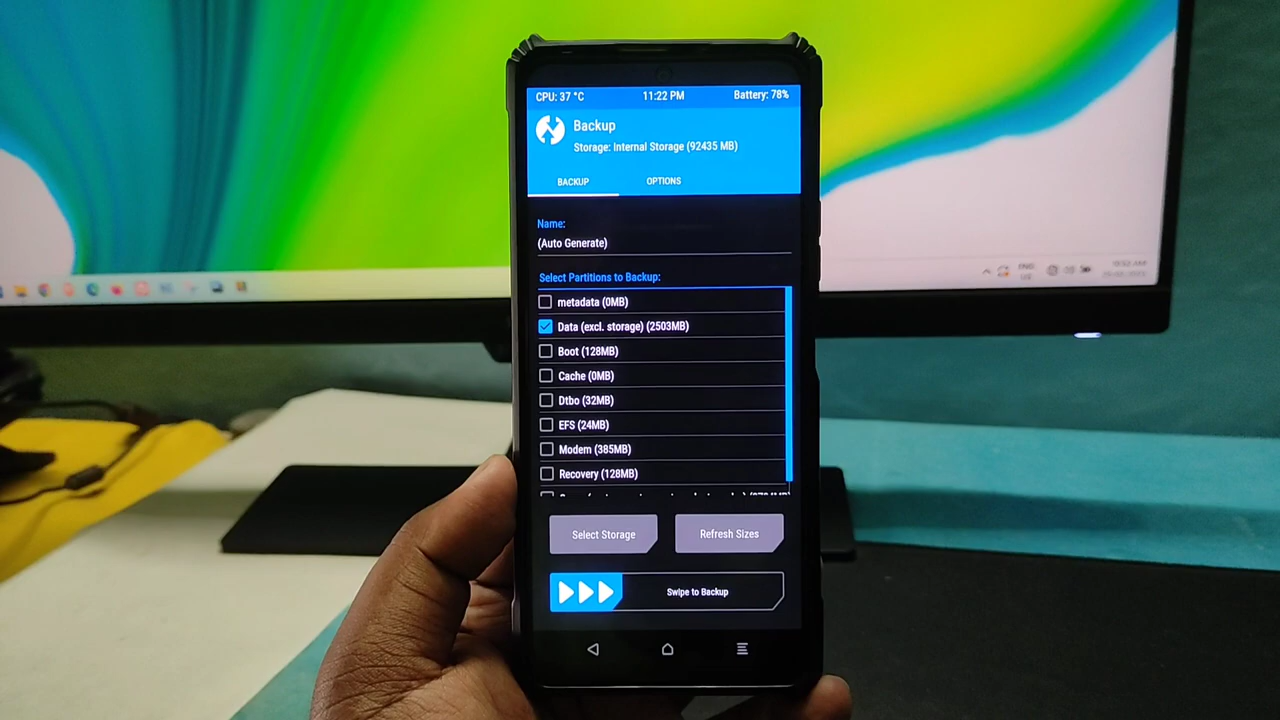 CPU: 37 °C 11:22 PM Battery: 78%
Backup
Storage: Internal Storage (92435 MB)
BACKUP OPTIONS
Name:
(Auto Generate)
Select Partitions to Backup:
metadata (0MB)
Data (excl. storage) (2503MB)
Boot (128MB)
Cache (0MB)
Dtbo (32MB)
EFS (24MB)
Modem (385MB)
Recovery (128MB)
Select Storage Refresh Sizes
Swipe to Backup
ENG
US